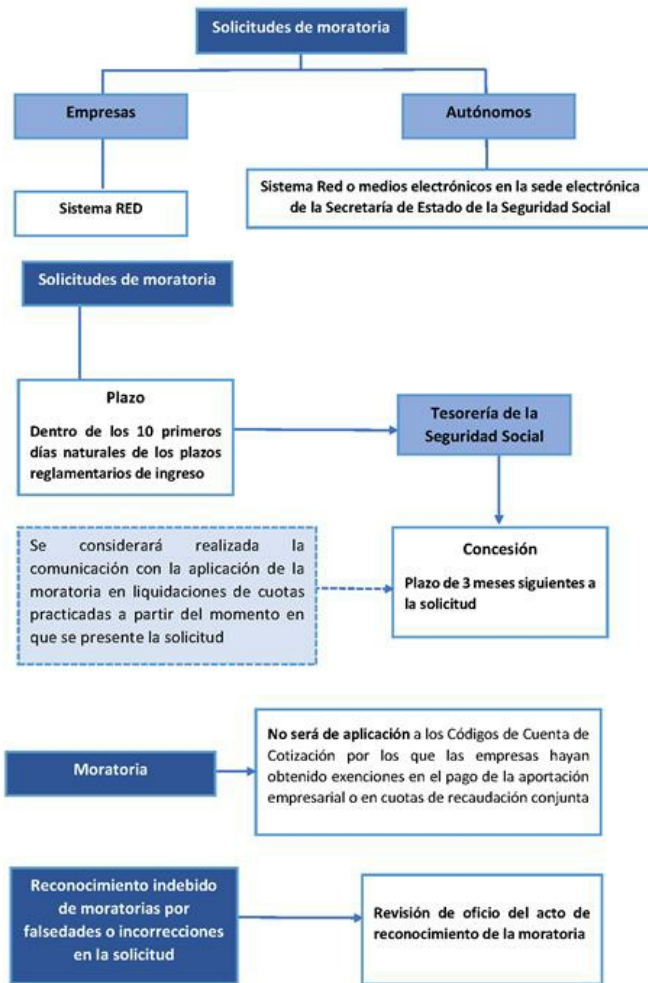 Solicitudes de moratoria
Empresas
Autónomos
Sistema RED
Sistema Red o medios electrónicos en la sede electrónica
de la Secretaría de Estado de la Seguridad Social
Solicitudes de moratoria
Plazo
Dentro de los 10 primeros
días naturales de los plazos
reglamentarios de ingreso
Tesorería de la
Seguridad Social
Se considerará realizada la
comunicación con la aplicación de la
moratoria en liquidaciones de cuotas
practicadas a partir del momento en
que se presente la solicitud
Concesión
Plazo de 3 meses siguientes a
la solicitud
Moratoria
No será de aplicación a los Códigos de Cuenta de
Cotización por los que las empresas hayan
obtenido exenciones en el pago de la aportación
empresarial o en cuotas de recaudación conjunta
Reconocimiento indebido
de moratorias por
falsedades o incorrecciones
en la solicitud
Revisión de oficio del acto de
reconocimiento de la moratoria